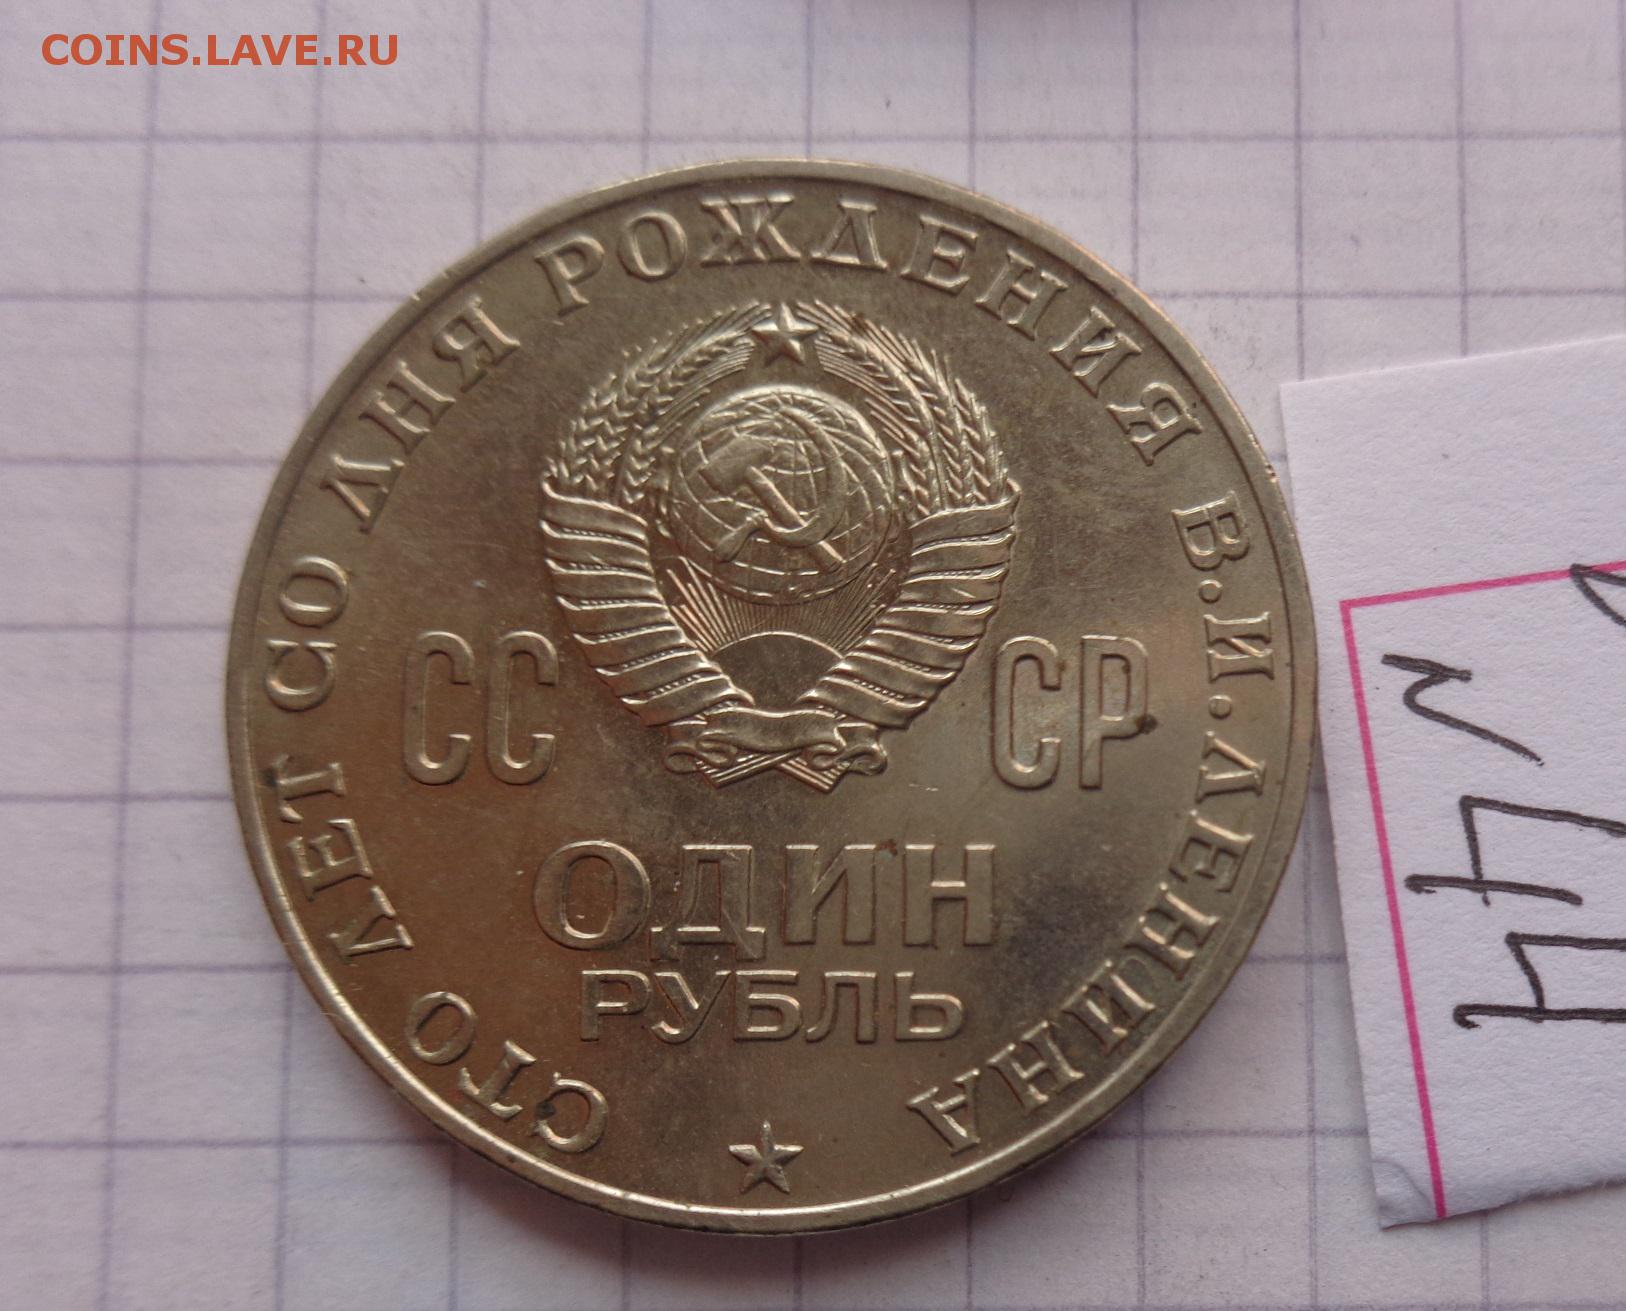 COINS.LAVE.RU
СТО ЛЕТ СО ДНЯ РОЖДЕНИЯ В.И.ЛЕНИНА
СС СР
ОДИН
РУБЛЬ